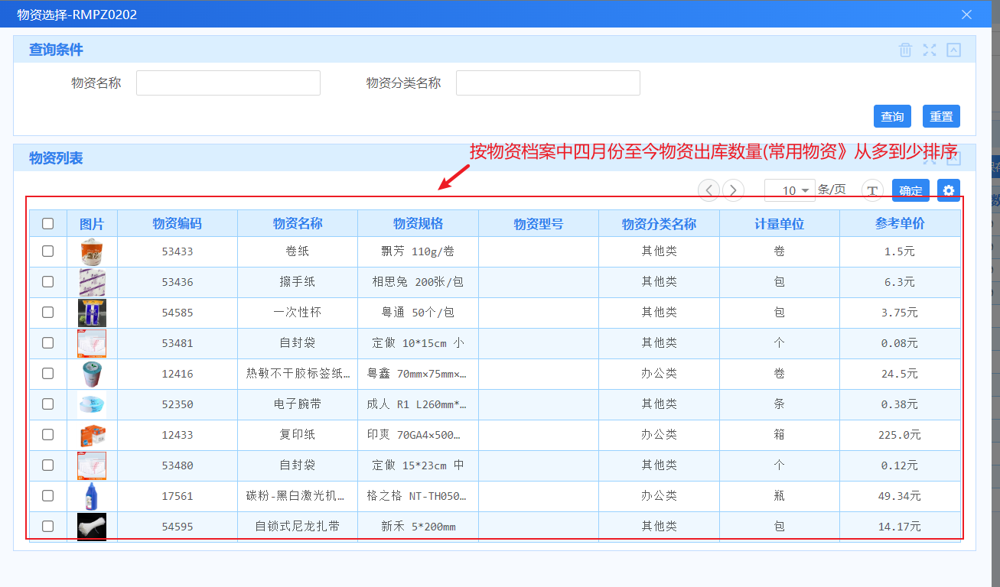 物资选择-RMPZ0202
查询条件
物资名称 物资分类名称
查询 重置
按物资档案中四月份至今物资出库数量(常用物资》从多到少排序
物资列表
10 条/页 T 确定
图片 物资编码 物资名称 物资规格 物资型号 物资分类名称 计量单位 参考单价
53433 卷纸 飘芳 110g/卷 其他类 卷 1.5元
53436 擦手纸 相思兔 200张/包 其他类 包 6.3元
54585 一次性杯 粤通 50个/包 其他类 包 3.75元
53481 自封袋 定做 10*15cm 小 其他类 个 0.08元
12416 热敏不干胶标签纸… 粤鑫 70mm×75mm×… 办公类 卷 24.5元
52350 电子腕带 成人 R1 L260mm*… 其他类 条 0.38元
12433 复印纸 印爽 70GA4×500… 办公类 箱 225.0元
53480 自封袋 定做 15*23cm 中 其他类 个 0.12元
17561 碳粉-黑白激光机… 格之格 NT-TH050… 办公类 瓶 49.34元
54595 自锁式尼龙扎带 新禾 5*200mm 其他类 包 14.17元